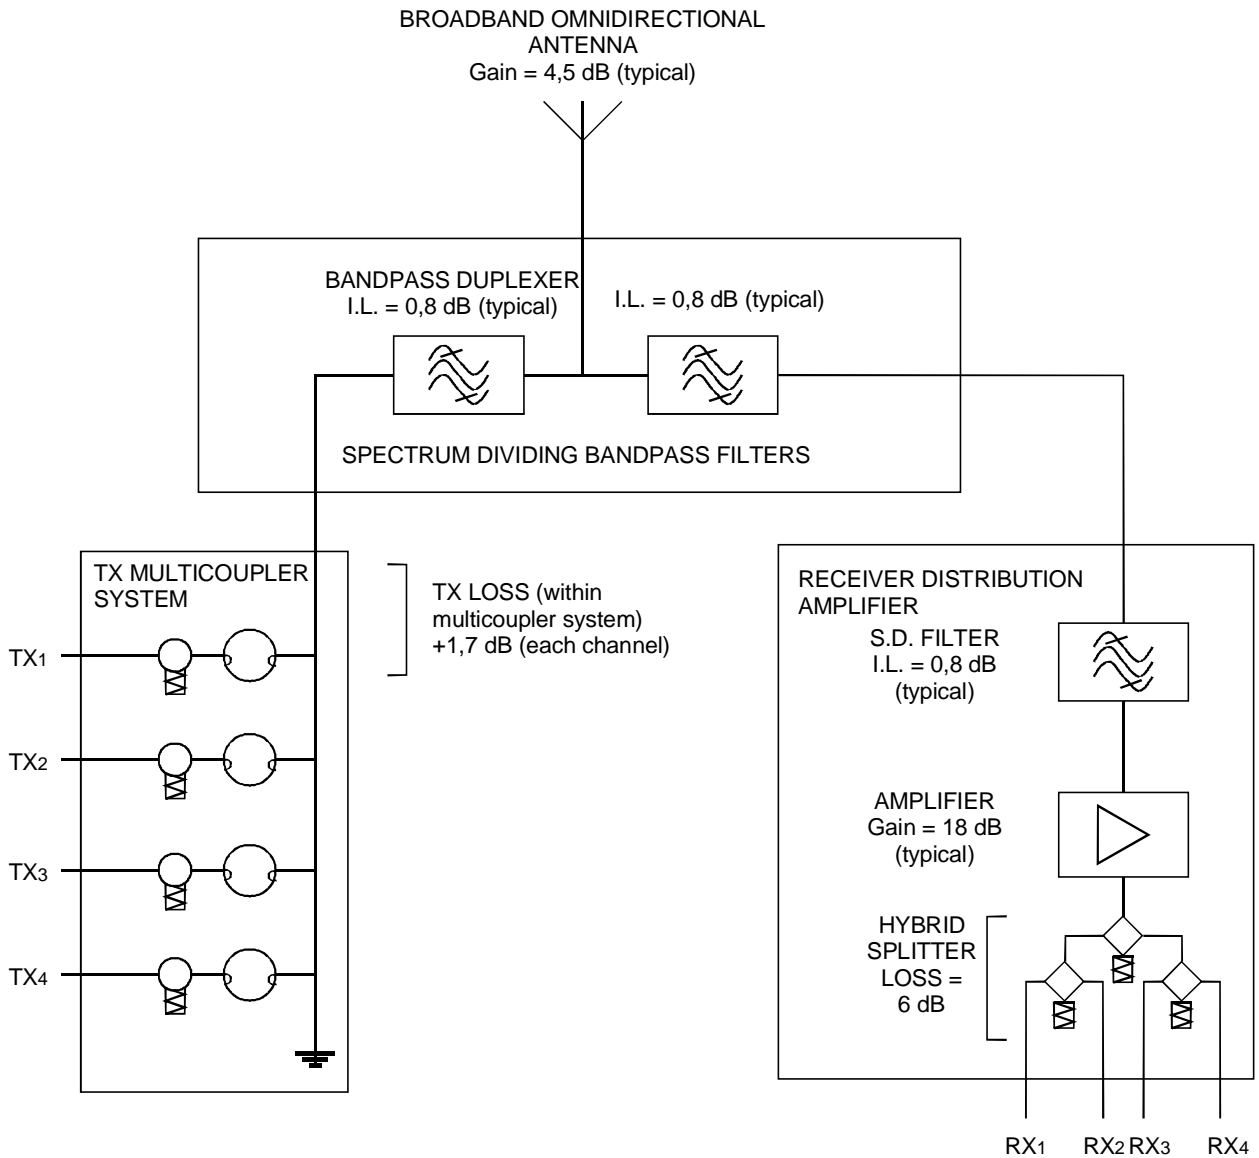 BROADBAND OMNIDIRECTIONAL
ANTENNA
Gain = 4,5 dB (typical)
BANDPASS DUPLEXER
I.L. = 0,8 dB (typical)
I.L. = 0,8 dB (typical)
SPECTRUM DIVIDING BANDPASS FILTERS
TX MULTICOUPLER
SYSTEM
TX LOSS (within
multicoupler system)
+1,7 dB (each channel)
TX1
TX2
TX3
TX4
RECEIVER DISTRIBUTION
AMPLIFIER
S.D. FILTER
I.L. = 0,8 dB
(typical)
AMPLIFIER
Gain = 18 dB
(typical)
HYBRID
SPLITTER
LOSS =
6 dB
RX1
RX2
RX3
RX4